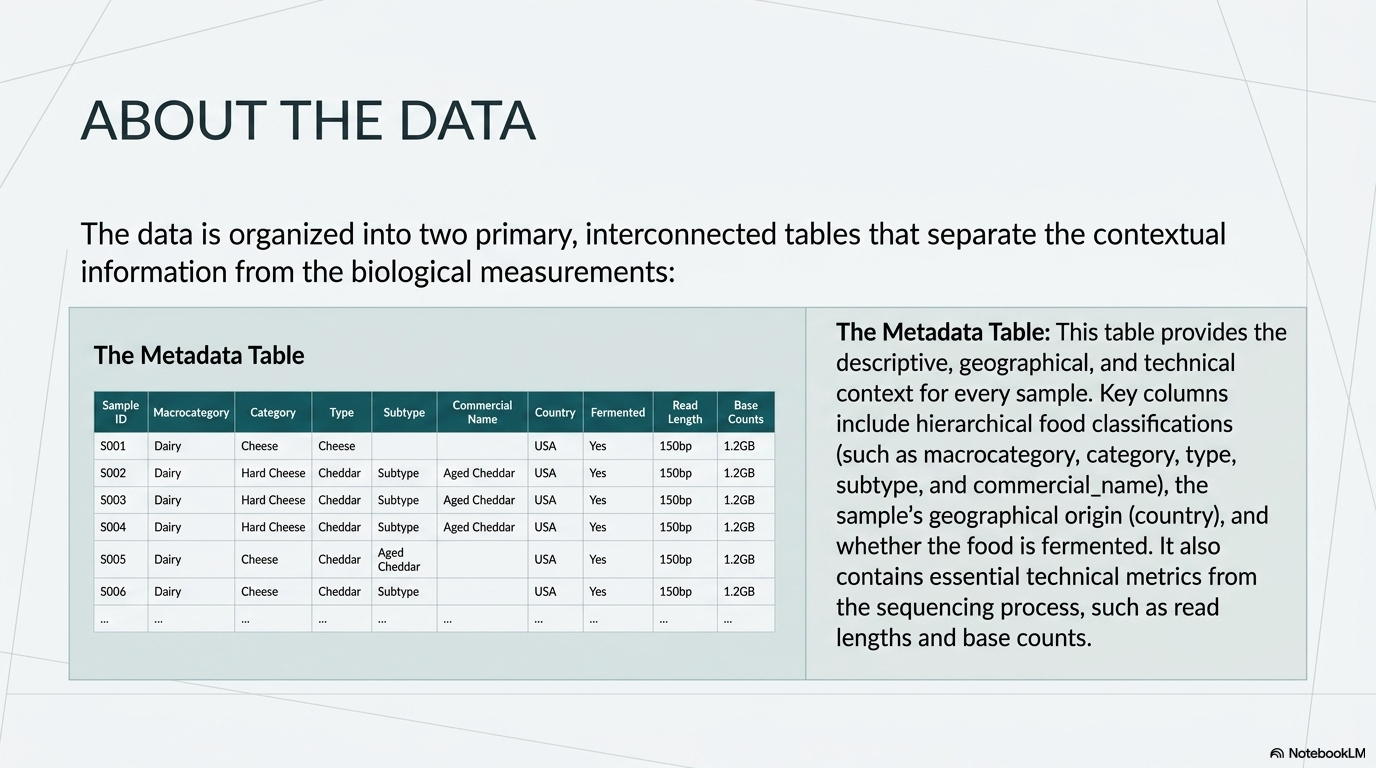 ABOUT THE DATA
The data is organized into two primary, interconnected tables that separate the contextual
information from the biological measurements:
The Metadata Table
Sample ID Macrocategory Category Type Subtype Commercial Name Country Fermented Read Length Base Counts
S001 Dairy Cheese Cheese USA Yes 150bp 1.2GB
S002 Dairy Hard Cheese Cheddar Subtype Aged Cheddar USA Yes 150bp 1.2GB
S003 Dairy Hard Cheese Cheddar Subtype Aged Cheddar USA Yes 150bp 1.2GB
S004 Dairy Hard Cheese Cheddar Subtype Aged Cheddar USA Yes 150bp 1.2GB
S005 Dairy Cheese Cheddar Aged Cheddar USA Yes 150bp 1.2GB
S006 Dairy Cheese Cheddar Subtype USA Yes 150bp 1.2GB
... ... ... ... ... ... ... ... ... ...
The Metadata Table: This table provides the
descriptive, geographical, and technical
context for every sample. Key columns
include hierarchical food classifications
(such as macrocategory, category, type,
subtype, and commercial_name), the
sample’s geographical origin (country), and
whether the food is fermented. It also
contains essential technical metrics from
the sequencing process, such as read
lengths and base counts.
NotebookLM